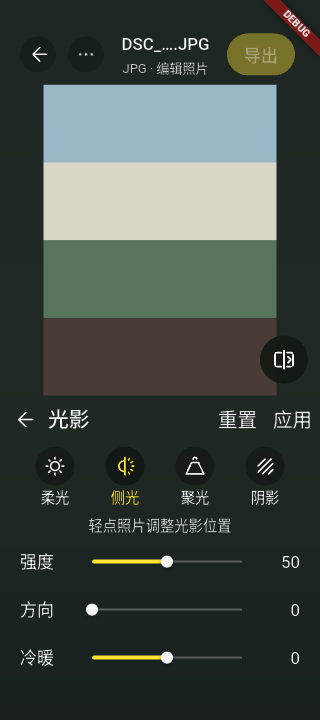 DEBUG
DSC_….JPG
JPG · 编辑照片
导出
光影
重置
应用
柔光
侧光
聚光
阴影
轻点照片调整光影位置
强度
50
方向
0
冷暖
0